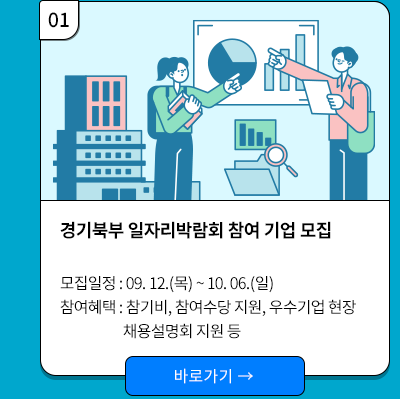 01
경기북부 일자리박람회 참여 기업 모집
모집일정 : 09. 12.(목) ~ 10. 06.(일)
참여혜택 : 참기비, 참여수당 지원, 우수기업 현장
채용설명회 지원 등
바로가기 →